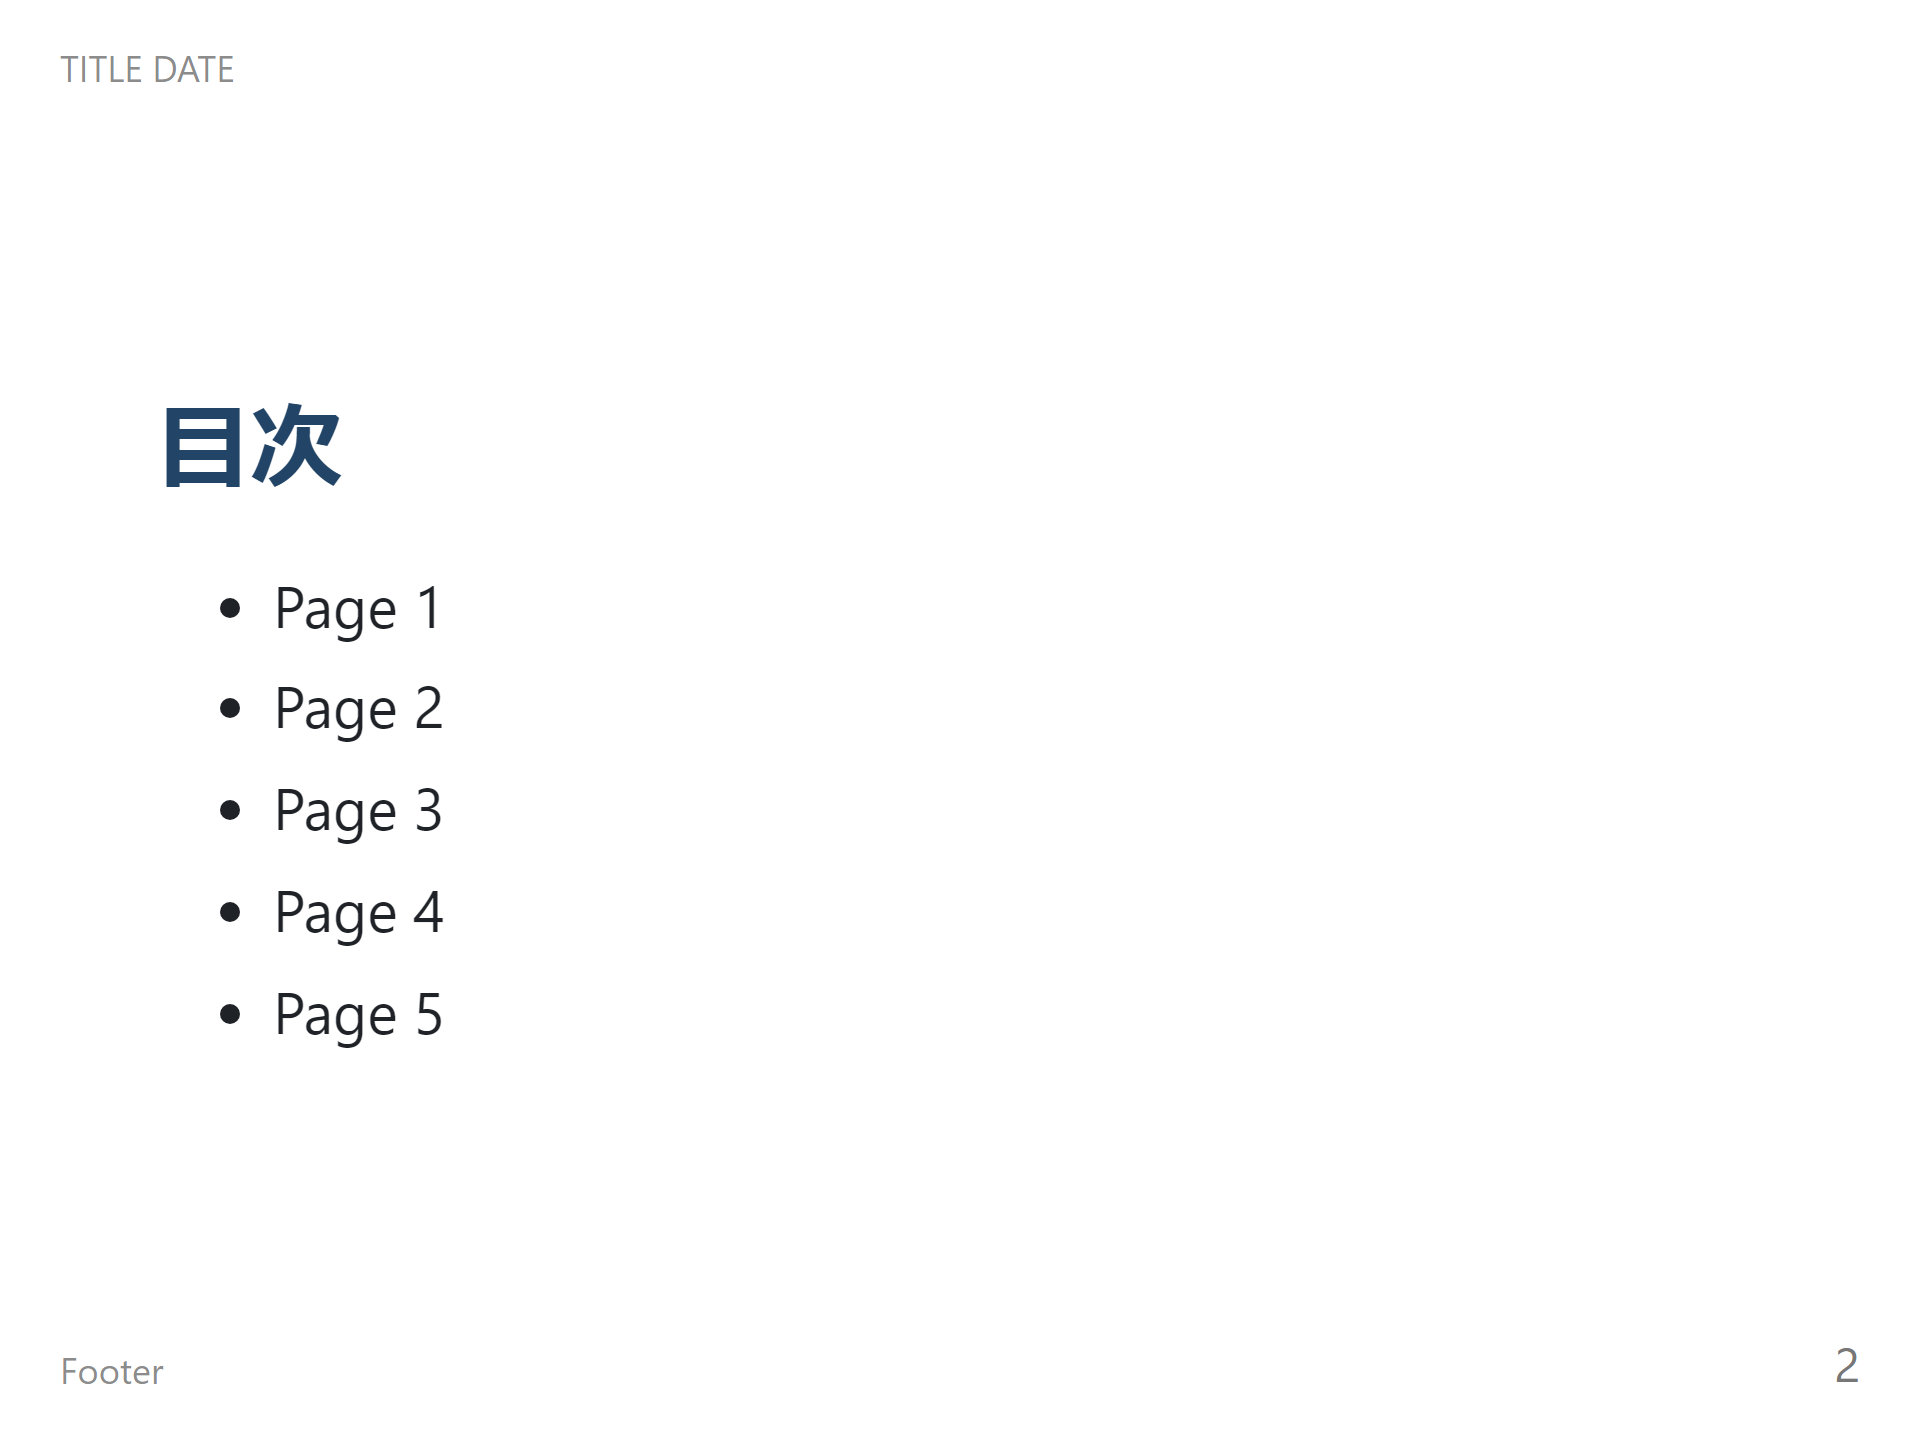 TITLE DATE
目次
• Page 1
• Page 2
• Page 3
• Page 4
• Page 5
Footer
2